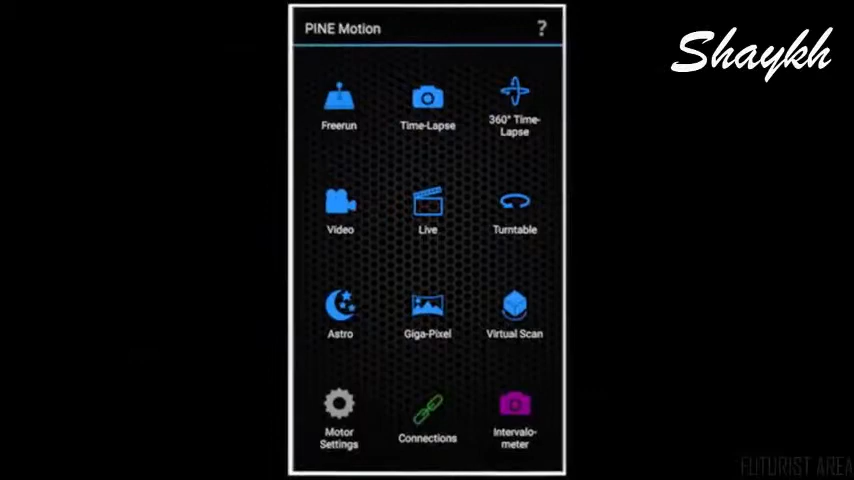 PINE Motion ?
Shaykh
Freerun
Time-Lapse
360° Time-
Lapse
Video
Live
Turntable
Astro
Giga-Pixel
Virtual Scan
Motor
Settings
Connections
Intervalo-
meter
FUTURIST AREA